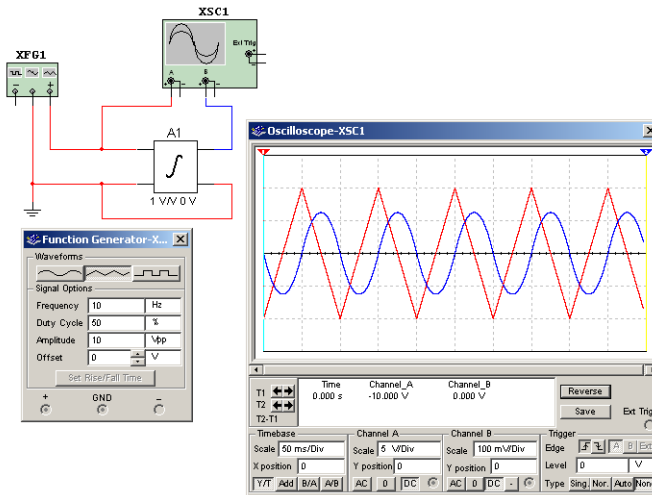 XSC1
Ext Trig
A B
XFG1
A1
∫
1 V/V 0 V
Oscilloscope-XSC1
1 2
Function Generator-X...
Waveforms
Signal Options
Frequency 10 Hz
Duty Cycle 50 %
Amplitude 10 Vpp
Offset 0 V
Set Rise/Fall Time
+ GND −
Time Channel_A Channel_B
T1 0.000 s -10.000 V 0.000 V
T2
T2-T1
Reverse
Save
Ext Trig
Timebase Channel A Channel B Trigger
Scale 50 ms/Div Scale 5 V/Div Scale 100 mV/Div Edge A B Ext
X position 0 Y position 0 Y position 0 Level 0 V
Y/T Add B/A A/B AC 0 DC AC 0 DC - Type Sing. Nor. Auto None